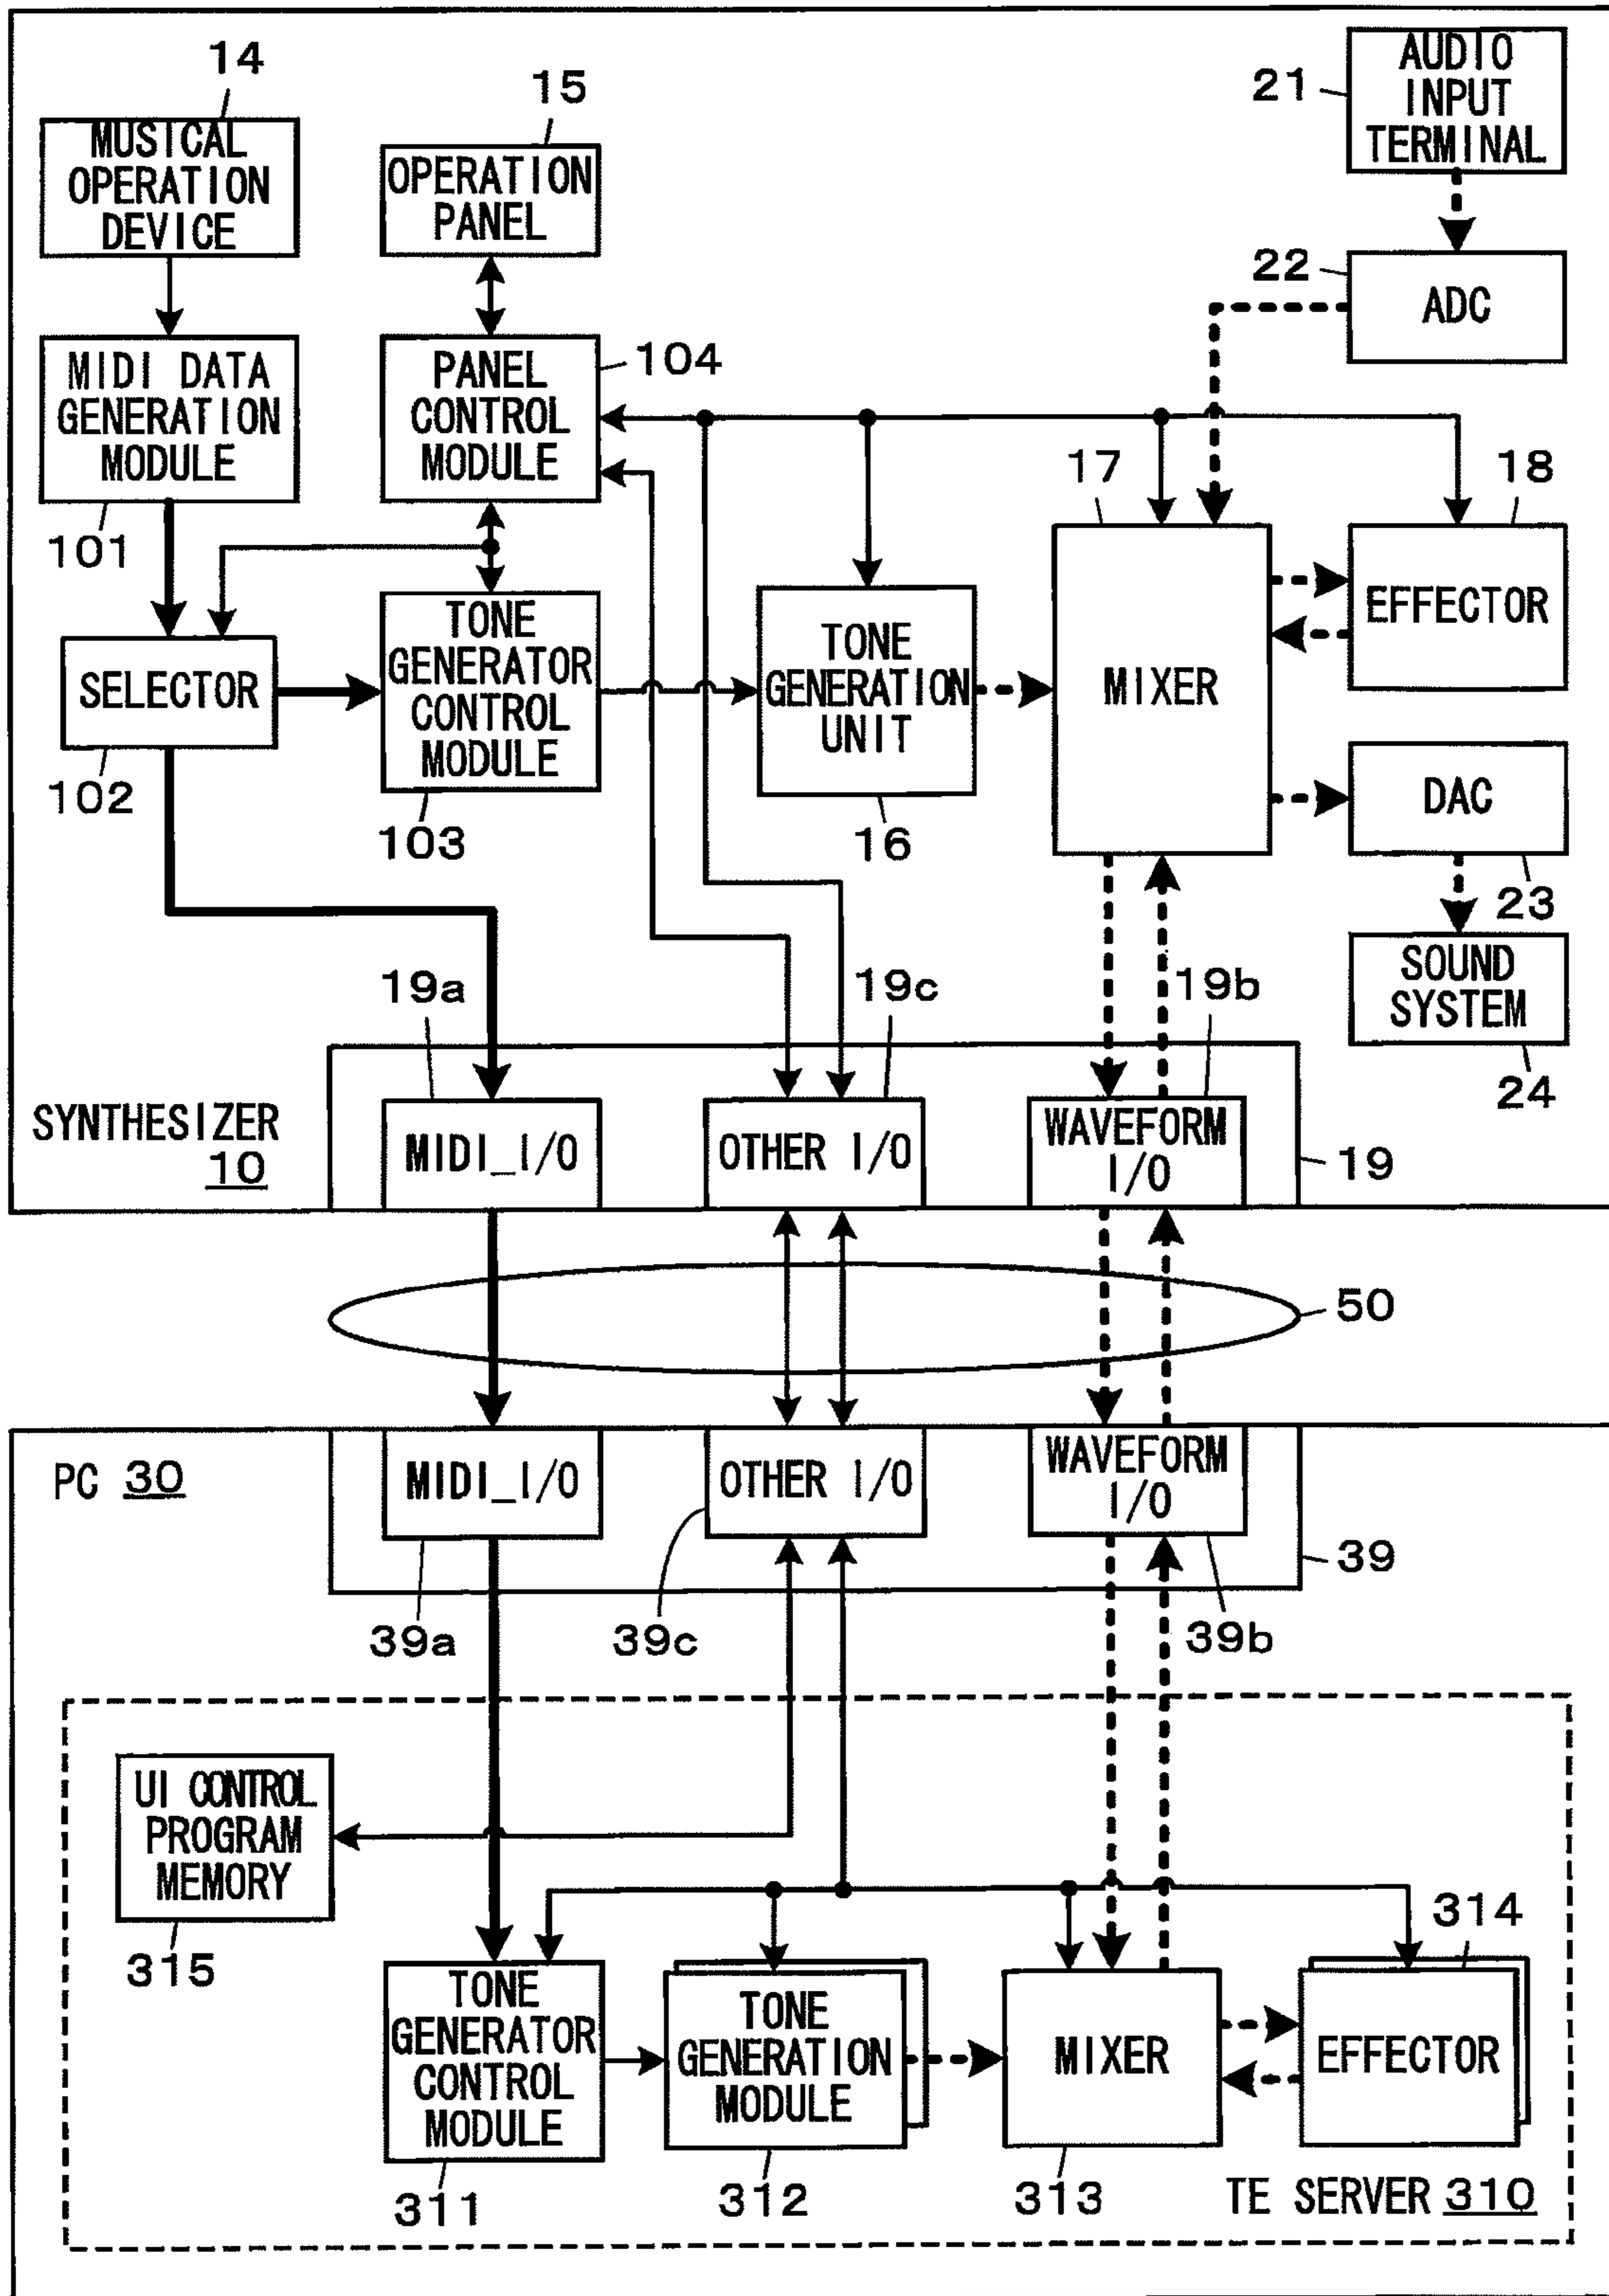 14
MUSICAL
OPERATION
DEVICE
15
OPERATION
PANEL
21
AUDIO
INPUT
TERMINAL
22
ADC
MIDI DATA
GENERATION
MODULE
101
PANEL
CONTROL
MODULE
104
17
18
SELECTOR
102
TONE
GENERATOR
CONTROL
MODULE
103
TONE
GENERATION
UNIT
16
MIXER
EFFECTOR
DAC
23
SOUND
SYSTEM
24
19a
19c
19b
SYNTHESIZER
10
MIDI_I/O
OTHER I/O
WAVEFORM
I/O
19
50
PC 30
MIDI_I/O
OTHER I/O
WAVEFORM
I/O
39
39a
39c
39b
UI CONTROL
PROGRAM
MEMORY
315
314
TONE
GENERATOR
CONTROL
MODULE
311
TONE
GENERATION
MODULE
312
MIXER
313
EFFECTOR
TE SERVER 310